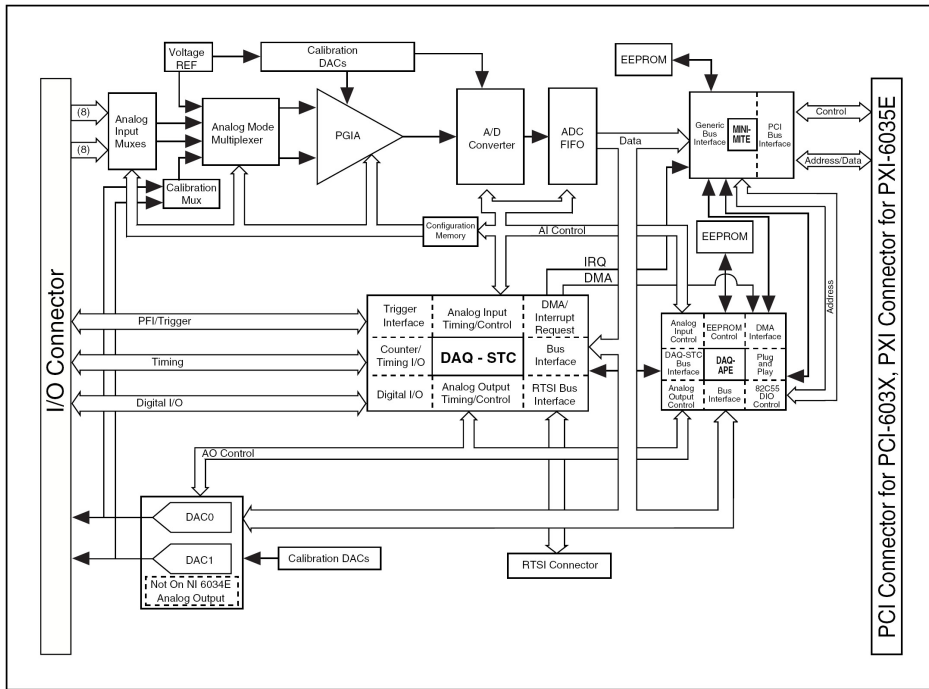 Voltage
REF
Calibration
DACs
EEPROM
(8)
(8)
Analog
Input
Muxes
Analog Mode
Multiplexer
PGIA
A/D
Converter
ADC
FIFO
Data
Generic
Bus
Interface
MINI-
MITE
PCI
Bus
Interface
Control
Address/Data
Calibration
Mux
Configuration
Memory
AI Control
EEPROM
IRQ
DMA
Address
I/O Connector
PFI/Trigger
Timing
Digital I/O
Trigger
Interface
Analog Input
Timing/Control
DMA/
Interrupt
Request
Counter/
Timing I/O
DAQ - STC
Bus
Interface
Digital I/O
Analog Output
Timing/Control
RTSI Bus
Interface
Analog
Input
Control
EEPROM
Control
DMA
Interface
DAQ-STC
Bus
Interface
DAQ-
APE
Plug
and
Play
Analog
Output
Control
Bus
Interface
82C55
DIO
Control
AO Control
DAC0
DAC1
Not On NI 6034E
Analog Output
Calibration DACs
RTSI Connector
PCI Connector for PCI-603X, PXI Connector for PXI-6035E